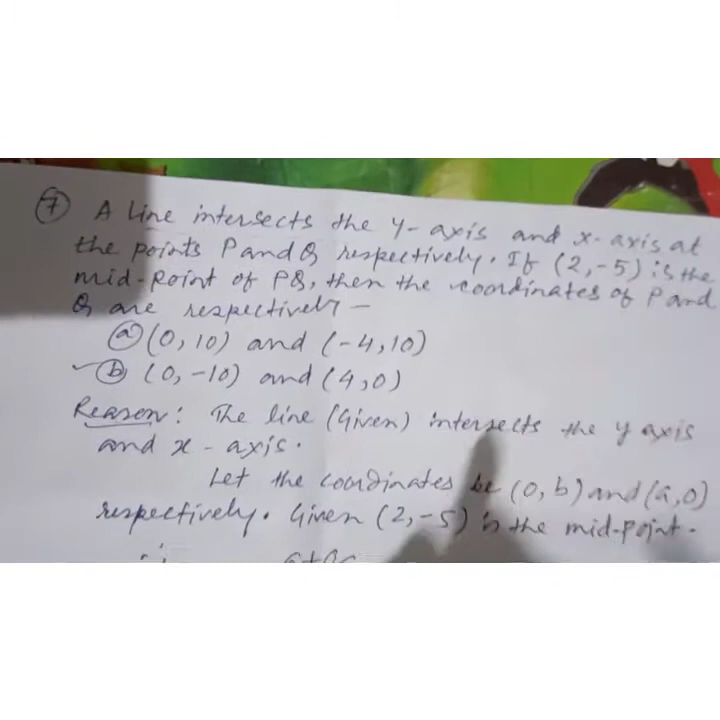 ⑦ A line intersects the y-axis and x-axis at
the points P and Q respectively. If (2,-5) is the
mid-point of PQ, then the coordinates of P and
Q are respectively —
ⓐ (0, 10) and (-4, 10)
ⓑ (0, -10) and (4, 0)
Reason: The line (Given) intersects the y axis
and x - axis.
Let the coordinates be (0, b) and (a, 0)
respectively. Given (2, -5) is the mid-point.
∴